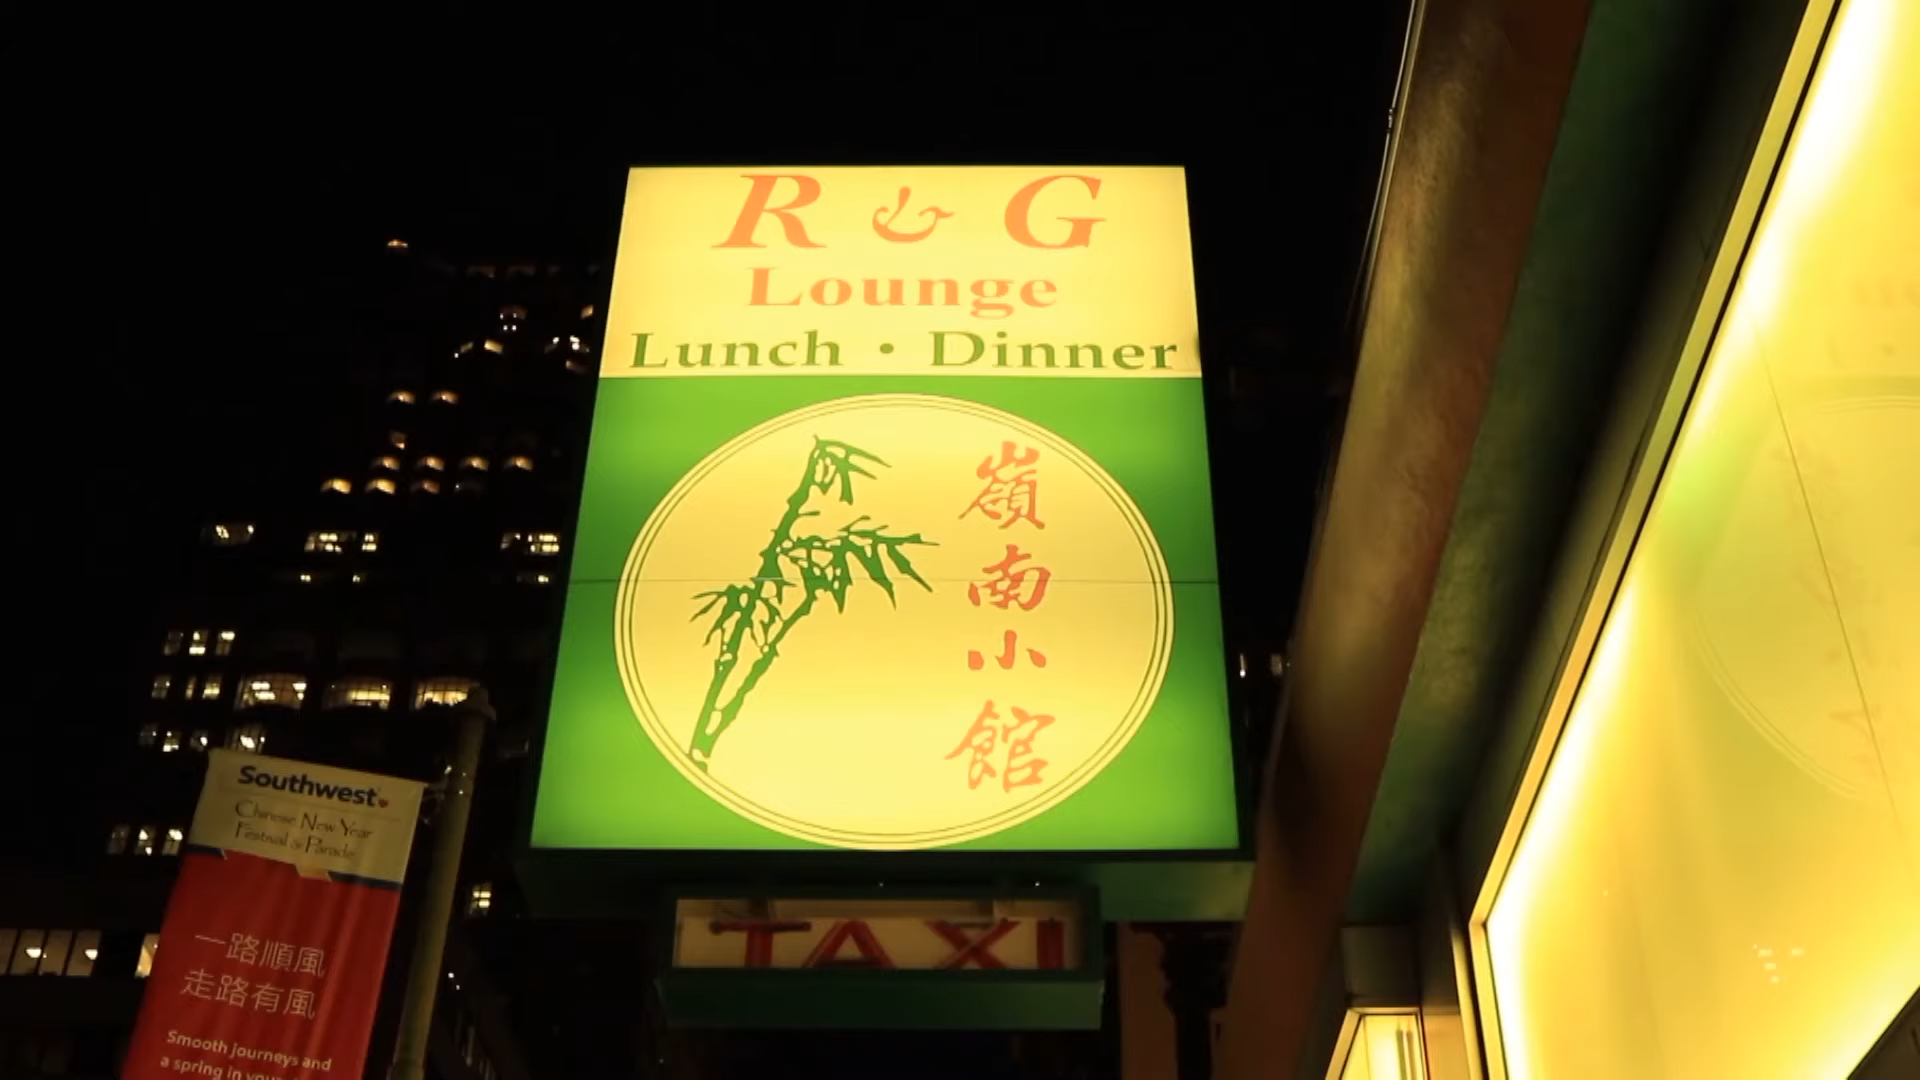 R & G
Lounge
Lunch • Dinner
嶺南小館
TAXI
Southwest
Chinese New Year
Festival & Parade
一路順風
走路有風
Smooth journeys and
a spring in